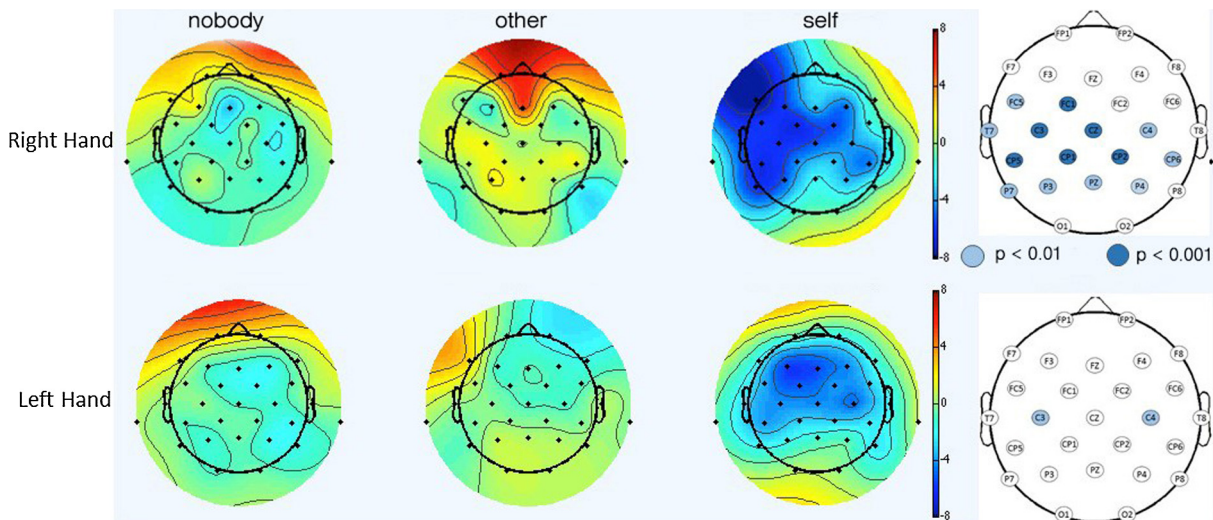 nobody other self
Right Hand
8
4
0
-4
-8
FP1 FP2
F7 F3 FZ F4 F8
FC5 FC1 FC2 FC6
T7 C3 CZ C4 T8
CP5 CP1 CP2 CP6
P7 P3 PZ P4 P8
O1 O2
p < 0.01 p < 0.001
Left Hand
8
4
0
-4
-8
FP1 FP2
F7 F3 FZ F4 F8
FC5 FC1 FC2 FC6
T7 C3 CZ C4 T8
CP5 CP1 CP2 CP6
P7 P3 PZ P4 P8
O1 O2